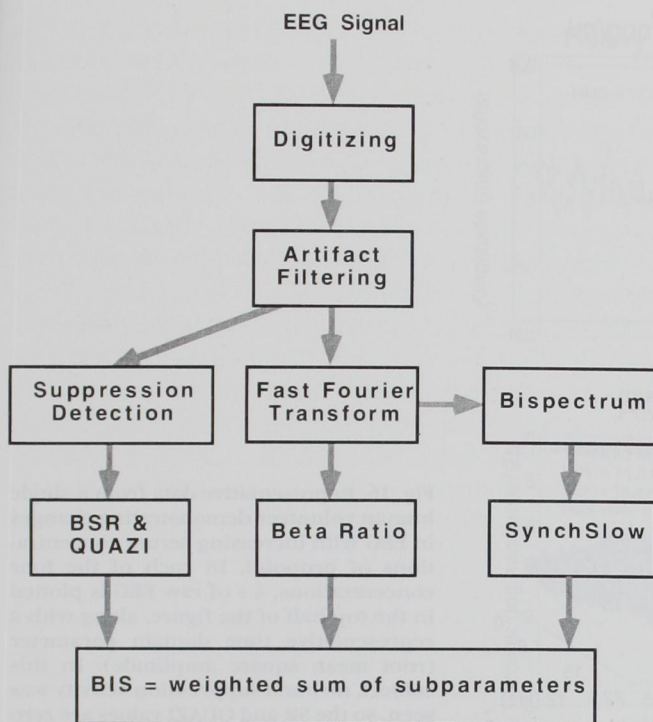 EEG Signal
Digitizing
Artifact
Filtering
Suppression
Detection
Fast Fourier
Transform
Bispectrum
BSR &
QUAZI
Beta Ratio
SynchSlow
BIS = weighted sum of subparameters